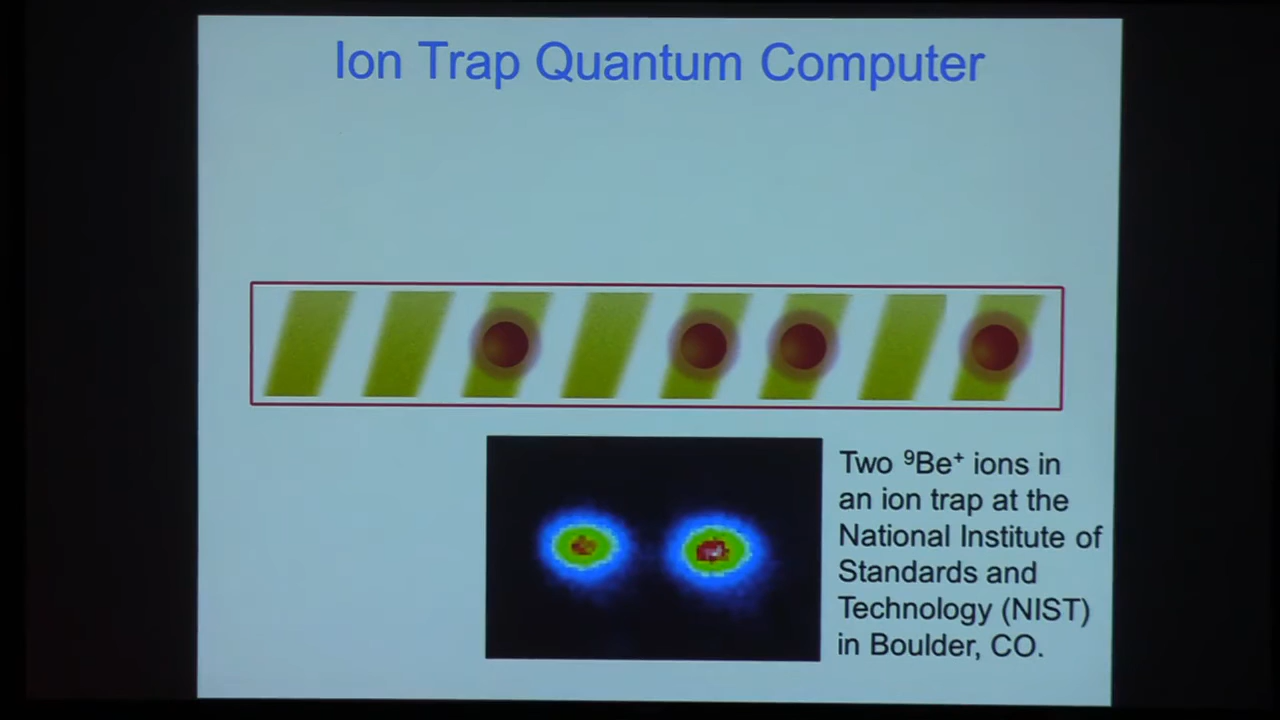 Ion Trap Quantum Computer
Two ⁹Be⁺ ions in
an ion trap at the
National Institute of
Standards and
Technology (NIST)
in Boulder, CO.